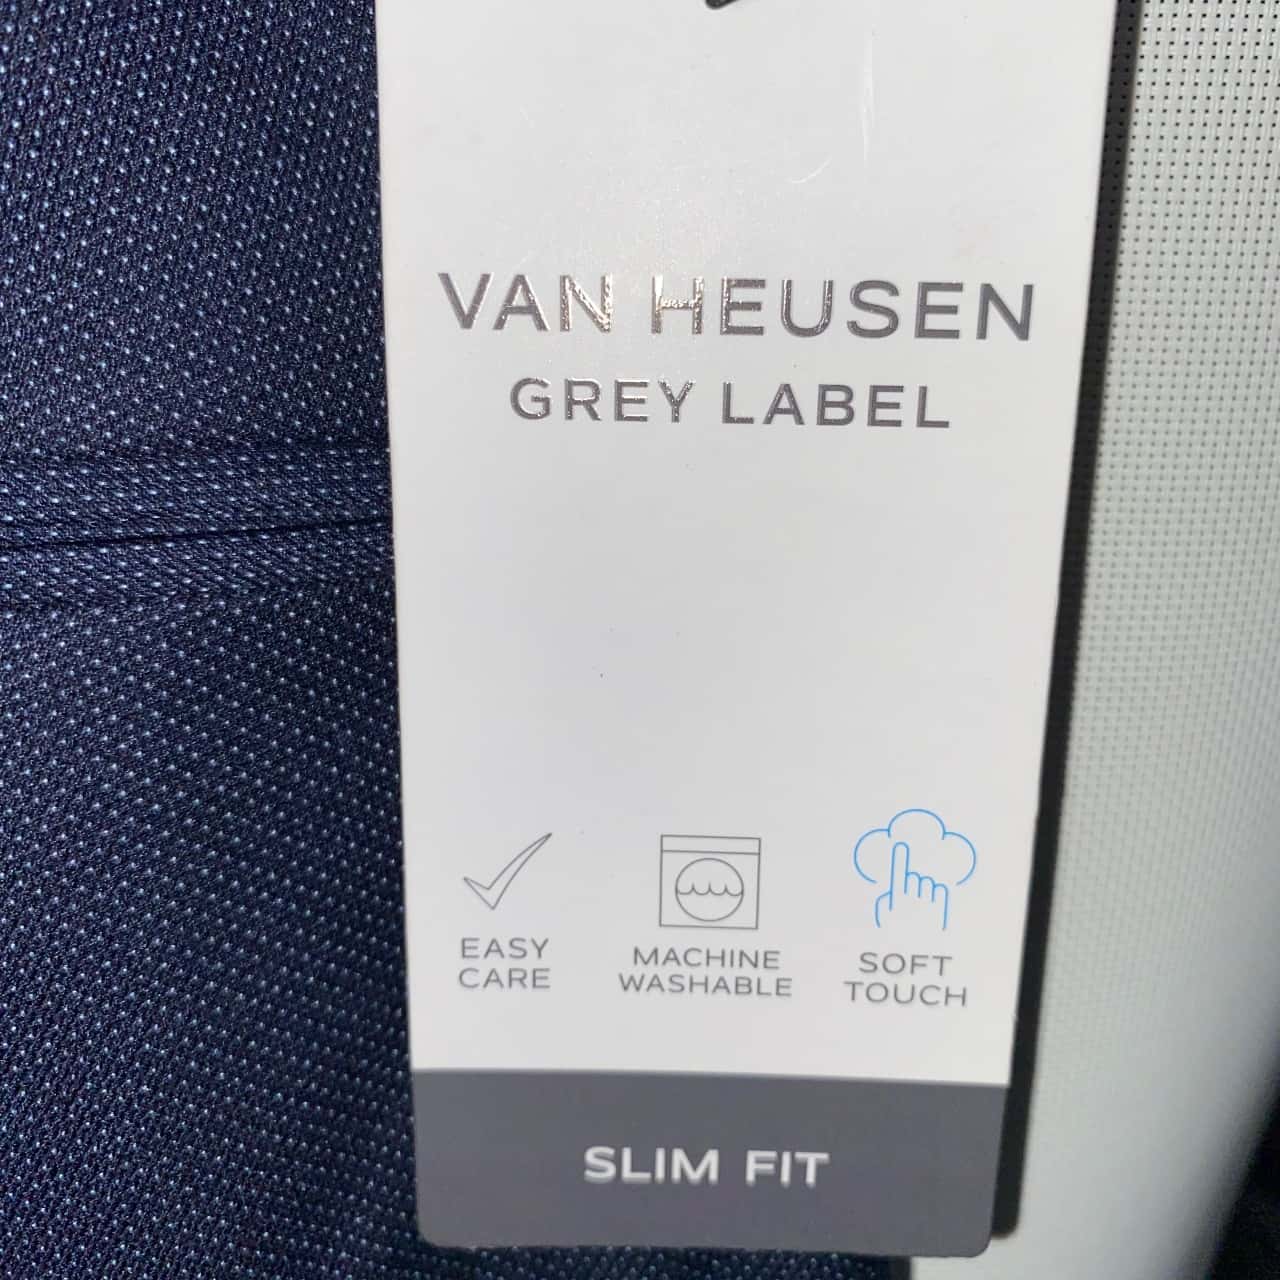 VAN HEUSEN
GREY LABEL
EASY
CARE
MACHINE
WASHABLE
SOFT
TOUCH
SLIM FIT